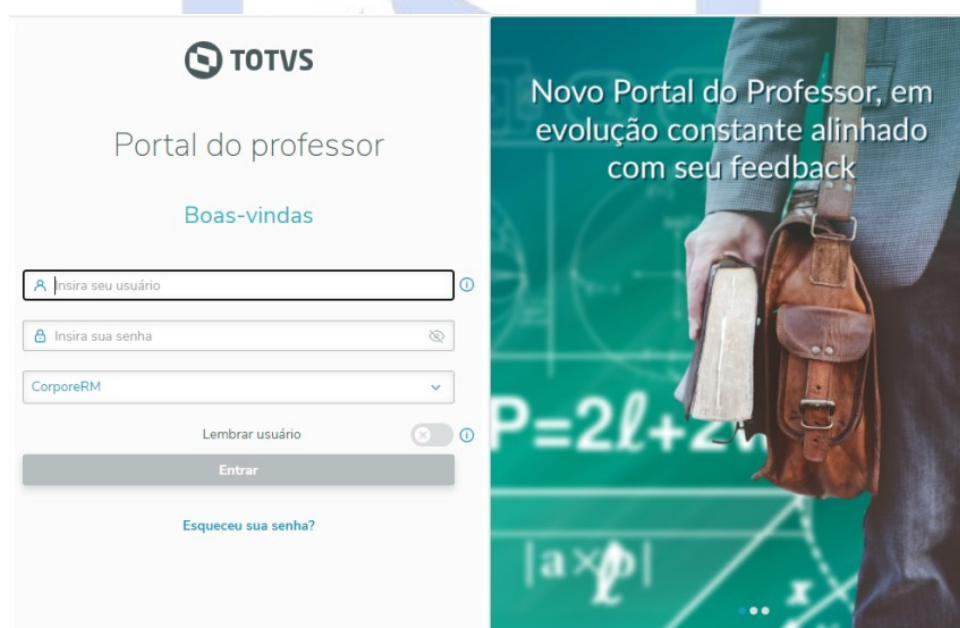 TOTVS
Portal do professor
Boas-vindas
Insira seu usuário
Insira sua senha
CorporeRM
Lembrar usuário
Entrar
Esqueceu sua senha?
Novo Portal do Professor, em
evolução constante alinhado
com seu feedback
P=2ℓ+2
|a×
x